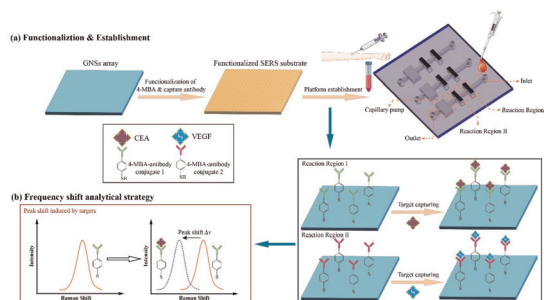 (a) Functionaliztion & Establishment
GNSs array
Functionalization of
4-MBA & capture antibody
Functionalized SERS substrate
Platform establishment
Capillary pump
Outlet
Inlet
Reaction Region
Reaction Region II
CEA
VEGF
4-MBA-antibody
conjugate 1
SH
4-MBA-antibody
conjugate 2
SH
(b) Frequency shift analytical strategy
Peak shift induced by targets
Intensity
Raman Shift
Peak shift Δv
Intensity
Raman Shift
Reaction Region I
Target capturing
Reaction Region II
Target capturing